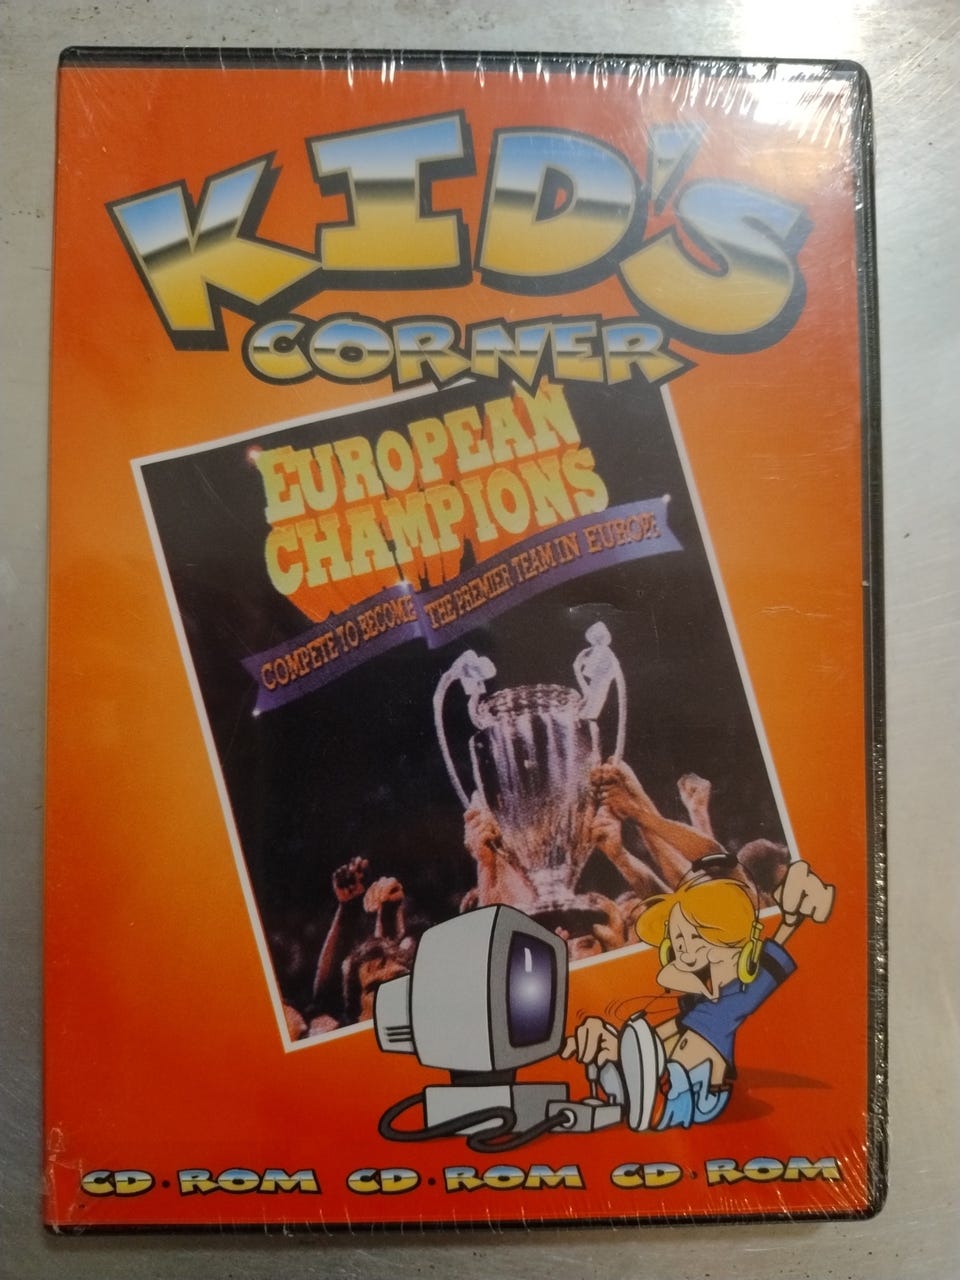 KID'S
CORNER
EUROPEAN
CHAMPIONS
COMPETE TO BECOME THE PREMIER TEAM IN EUROPE
CD·ROM CD·ROM CD·ROM